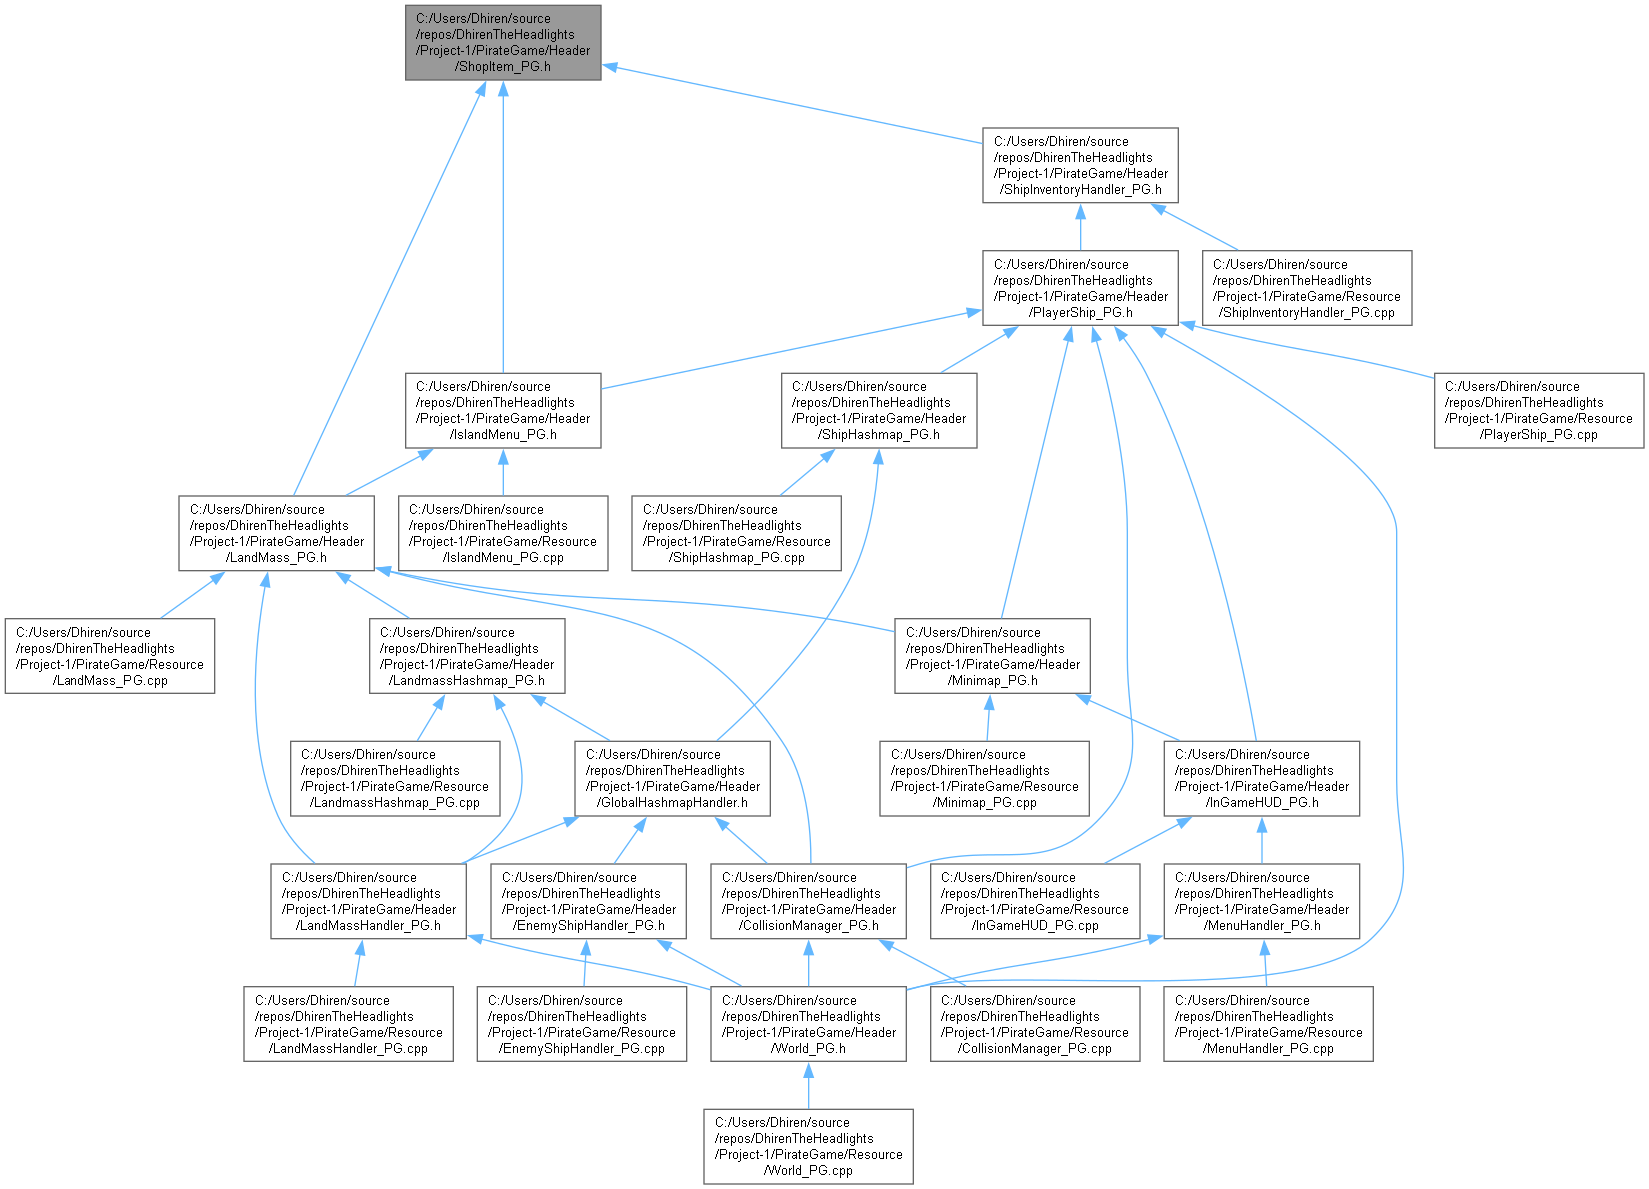 C:/Users/Dhiren/source
/repos/DhirenTheHeadlights
/Project-1/PirateGame/Header
/ShopItem_PG.h
C:/Users/Dhiren/source
/repos/DhirenTheHeadlights
/Project-1/PirateGame/Header
/ShipInventoryHandler_PG.h
C:/Users/Dhiren/source
/repos/DhirenTheHeadlights
/Project-1/PirateGame/Header
/PlayerShip_PG.h
C:/Users/Dhiren/source
/repos/DhirenTheHeadlights
/Project-1/PirateGame/Resource
/ShipInventoryHandler_PG.cpp
C:/Users/Dhiren/source
/repos/DhirenTheHeadlights
/Project-1/PirateGame/Header
/IslandMenu_PG.h
C:/Users/Dhiren/source
/repos/DhirenTheHeadlights
/Project-1/PirateGame/Header
/ShipHashmap_PG.h
C:/Users/Dhiren/source
/repos/DhirenTheHeadlights
/Project-1/PirateGame/Resource
/PlayerShip_PG.cpp
C:/Users/Dhiren/source
/repos/DhirenTheHeadlights
/Project-1/PirateGame/Header
/LandMass_PG.h
C:/Users/Dhiren/source
/repos/DhirenTheHeadlights
/Project-1/PirateGame/Resource
/IslandMenu_PG.cpp
C:/Users/Dhiren/source
/repos/DhirenTheHeadlights
/Project-1/PirateGame/Resource
/ShipHashmap_PG.cpp
C:/Users/Dhiren/source
/repos/DhirenTheHeadlights
/Project-1/PirateGame/Resource
/LandMass_PG.cpp
C:/Users/Dhiren/source
/repos/DhirenTheHeadlights
/Project-1/PirateGame/Header
/LandmassHashmap_PG.h
C:/Users/Dhiren/source
/repos/DhirenTheHeadlights
/Project-1/PirateGame/Header
/Minimap_PG.h
C:/Users/Dhiren/source
/repos/DhirenTheHeadlights
/Project-1/PirateGame/Resource
/LandmassHashmap_PG.cpp
C:/Users/Dhiren/source
/repos/DhirenTheHeadlights
/Project-1/PirateGame/Header
/GlobalHashmapHandler.h
C:/Users/Dhiren/source
/repos/DhirenTheHeadlights
/Project-1/PirateGame/Resource
/Minimap_PG.cpp
C:/Users/Dhiren/source
/repos/DhirenTheHeadlights
/Project-1/PirateGame/Header
/InGameHUD_PG.h
C:/Users/Dhiren/source
/repos/DhirenTheHeadlights
/Project-1/PirateGame/Header
/LandMassHandler_PG.h
C:/Users/Dhiren/source
/repos/DhirenTheHeadlights
/Project-1/PirateGame/Header
/EnemyShipHandler_PG.h
C:/Users/Dhiren/source
/repos/DhirenTheHeadlights
/Project-1/PirateGame/Header
/CollisionManager_PG.h
C:/Users/Dhiren/source
/repos/DhirenTheHeadlights
/Project-1/PirateGame/Resource
/InGameHUD_PG.cpp
C:/Users/Dhiren/source
/repos/DhirenTheHeadlights
/Project-1/PirateGame/Header
/MenuHandler_PG.h
C:/Users/Dhiren/source
/repos/DhirenTheHeadlights
/Project-1/PirateGame/Resource
/LandMassHandler_PG.cpp
C:/Users/Dhiren/source
/repos/DhirenTheHeadlights
/Project-1/PirateGame/Resource
/EnemyShipHandler_PG.cpp
C:/Users/Dhiren/source
/repos/DhirenTheHeadlights
/Project-1/PirateGame/Header
/World_PG.h
C:/Users/Dhiren/source
/repos/DhirenTheHeadlights
/Project-1/PirateGame/Resource
/CollisionManager_PG.cpp
C:/Users/Dhiren/source
/repos/DhirenTheHeadlights
/Project-1/PirateGame/Resource
/MenuHandler_PG.cpp
C:/Users/Dhiren/source
/repos/DhirenTheHeadlights
/Project-1/PirateGame/Resource
/World_PG.cpp